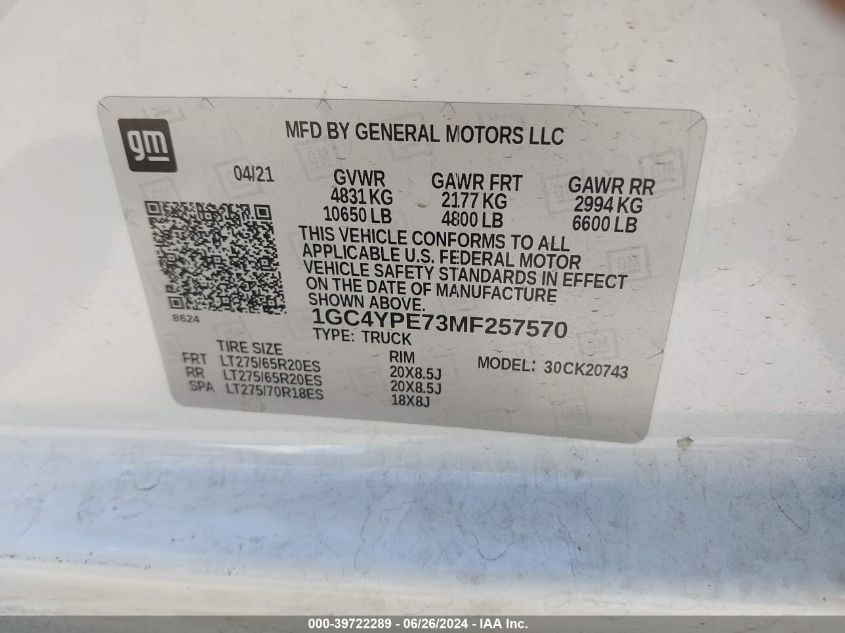 gm
MFD BY GENERAL MOTORS LLC
04/21
GVWR
4831 KG
10650 LB
GAWR FRT
2177 KG
4800 LB
GAWR RR
2994 KG
6600 LB
THIS VEHICLE CONFORMS TO ALL
APPLICABLE U.S. FEDERAL MOTOR
VEHICLE SAFETY STANDARDS IN EFFECT
ON THE DATE OF MANUFACTURE
SHOWN ABOVE.
8624
1GC4YPE73MF257570
TYPE: TRUCK
TIRE SIZE
RIM
MODEL: 30CK20743
FRT LT275/65R20ES 20X8.5J
RR LT275/65R20ES 20X8.5J
SPA LT275/70R18ES 18X8J
000-39722289 - 06/26/2024 - IAA Inc.